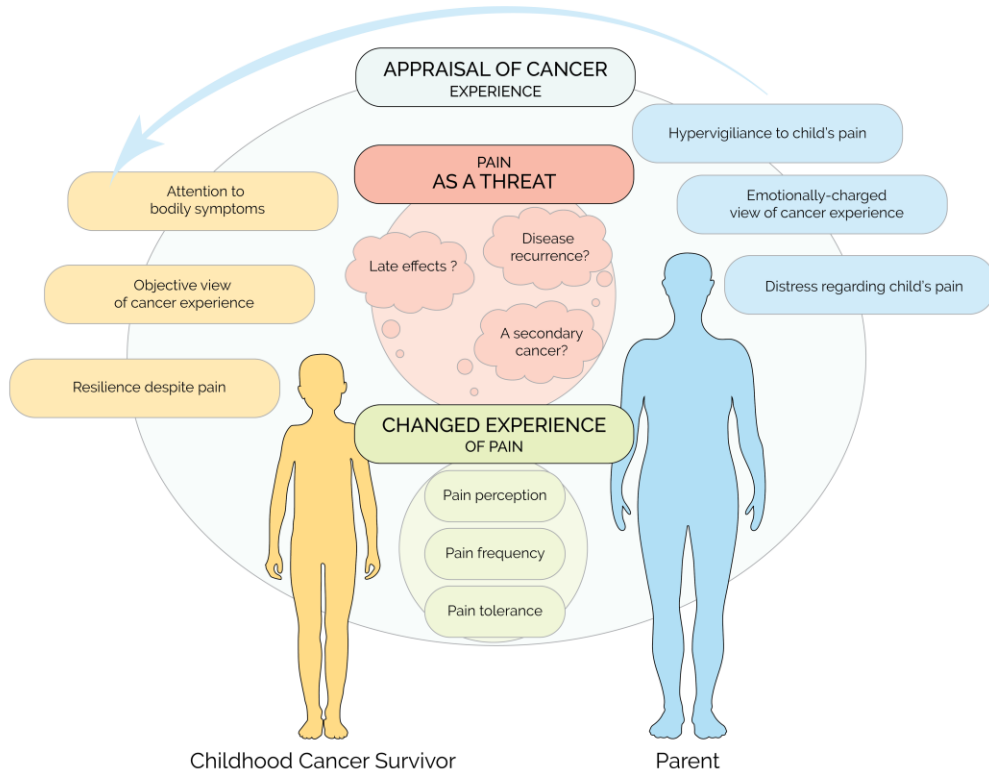 APPRAISAL OF CANCER
EXPERIENCE
PAIN
AS A THREAT
Late effects ?
Disease
recurrence?
A secondary
cancer?
CHANGED EXPERIENCE
OF PAIN
Pain perception
Pain frequency
Pain tolerance
Attention to
bodily symptoms
Objective view
of cancer experience
Resilience despite pain
Hypervigiliance to child's pain
Emotionally-charged
view of cancer experience
Distress regarding child's pain
Childhood Cancer Survivor
Parent